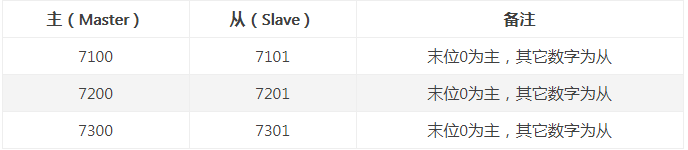 主（Master） 从（Slave） 备注
7100 7101 末位0为主，其它数字为从
7200 7201 末位0为主，其它数字为从
7300 7301 末位0为主，其它数字为从